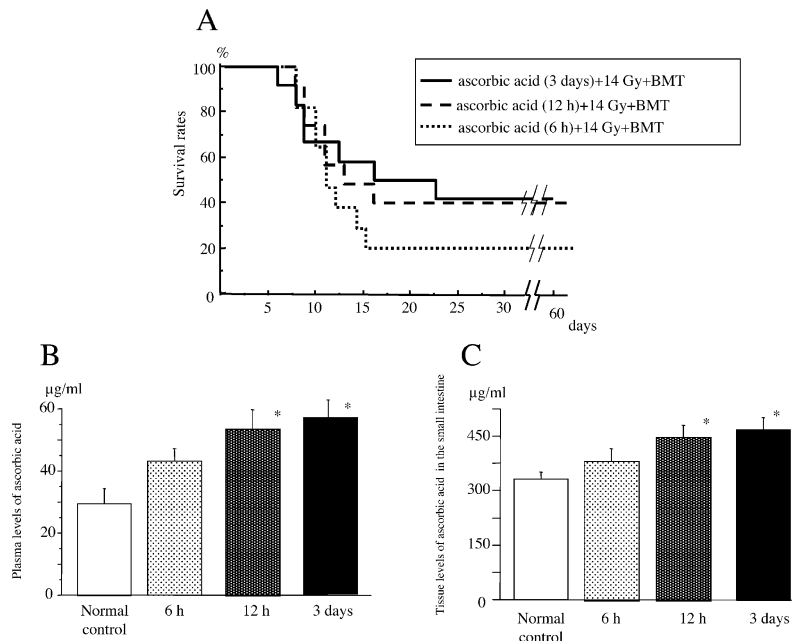 A
%
100
80
60
40
20
0
Survival rates
5
10
15
20
25
30
60
days
ascorbic acid (3 days)+14 Gy+BMT
ascorbic acid (12 h)+14 Gy+BMT
ascorbic acid (6 h)+14 Gy+BMT
B
µg/ml
60
40
20
0
Plasma levels of ascorbic acid
*
*
Normal
control
6 h
12 h
3 days
C
µg/ml
450
300
150
0
Tissue levels of ascorbic acid in the small intestine
*
*
Normal
control
6 h
12 h
3 days